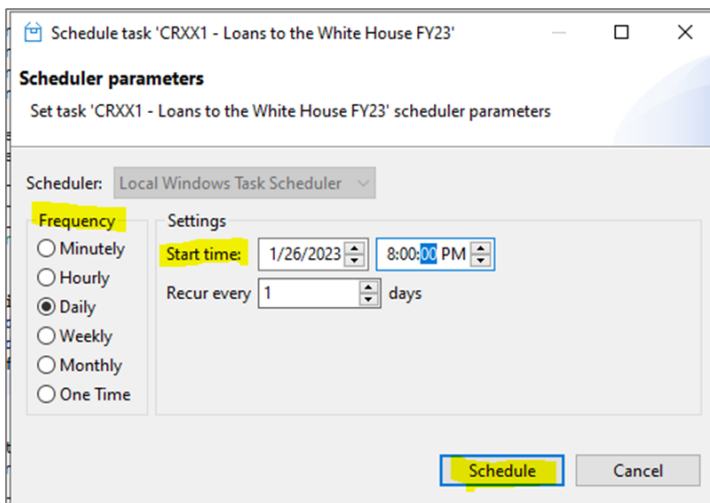 Schedule task 'CRXX1 - Loans to the White House FY23'
Scheduler parameters
Set task 'CRXX1 - Loans to the White House FY23' scheduler parameters
Scheduler: Local Windows Task Scheduler
Frequency
Minutely
Hourly
Daily
Weekly
Monthly
One Time
Settings
Start time: 1/26/2023 8:00:00 PM
Recur every 1 days
Schedule Cancel